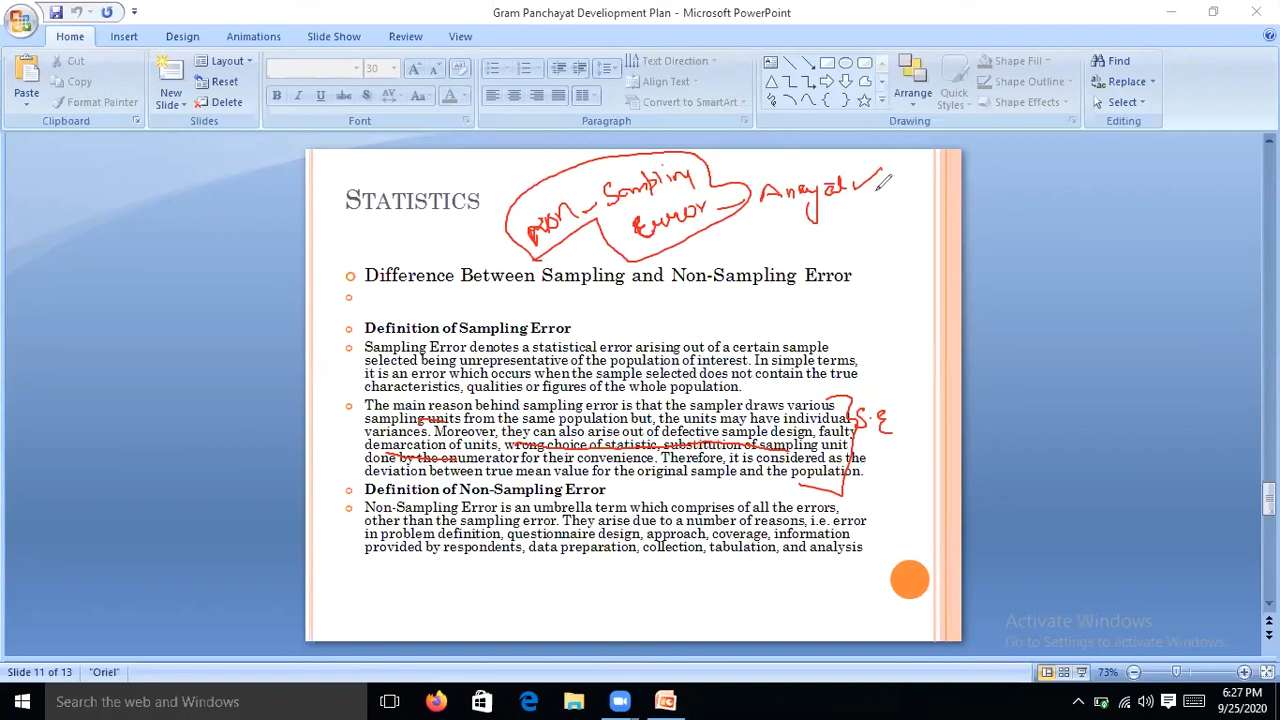 Gram Panchayat Develiopment Plan - Microsoft PowerPoint
Home Insert Design Animations Slide Show Review View
Paste Cut Copy Format Painter Clipboard
New Slide Layout Reset Delete Slides
30 B I U abc S AV Aa A Font
Text Direction Align Text Convert to SmartArt Paragraph
Arrange Quick Styles Shape Fill Shape Outline Shape Effects Drawing
Find Replace Select Editing
STATISTICS
Non - Sampling
Error
Difference Between Sampling and Non-Sampling Error
Definition of Sampling Error
Sampling Error denotes a statistical error arising out of a certain sample
selected being unrepresentative of the population of interest. In simple terms,
it is an error which occurs when the sample selected does not contain the true
characteristics, qualities or figures of the whole population.
The main reason behind sampling error is that the sampler draws various
sampling units from the same population but, the units may have individual
variances. Moreover, they can also arise out of defective sample design, faulty
demarcation of units, wrong choice of statistic, substitution of sampling unit
done by the enumerator for their convenience. Therefore, it is considered as the
deviation between true mean value for the original sample and the population.
S.E
Definition of Non-Sampling Error
Non-Sampling Error is an umbrella term which comprises of all the errors,
other than the sampling error. They arise due to a number of reasons, i.e. error
in problem definition, questionnaire design, approach, coverage, information
provided by respondents, data preparation, collection, tabulation, and analysis
Activate Windows
Go to Settings to activate Windows.
Slide 11 of 13 "Oriel" 73%
Search the web and Windows
6:27 PM
9/25/2020